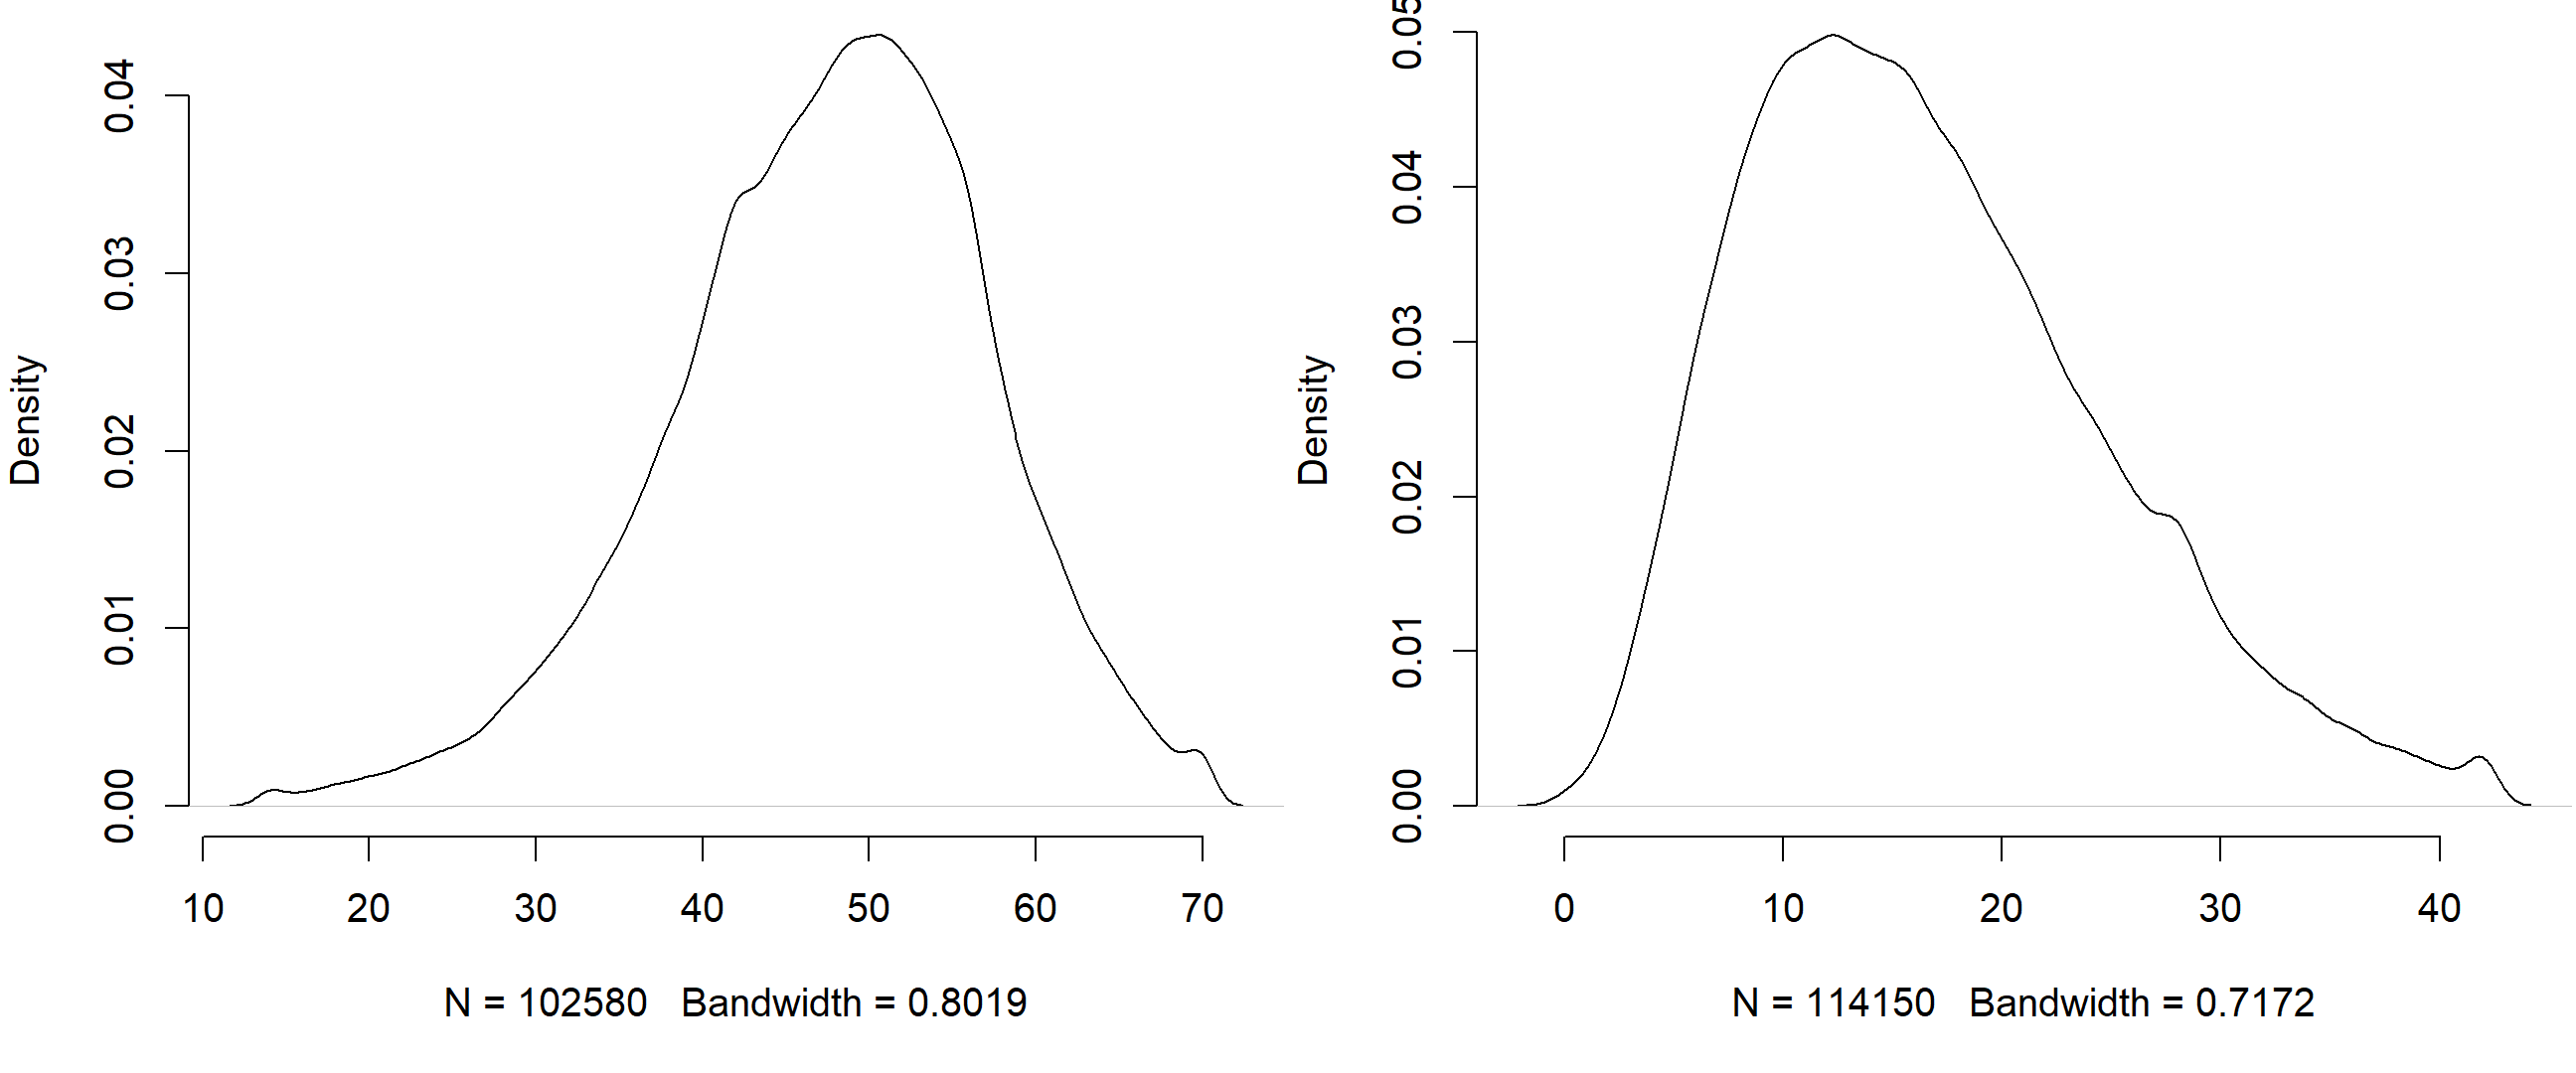 Density
0.00 0.01 0.02 0.03 0.04
10 20 30 40 50 60 70
N = 102580 Bandwidth = 0.8019
Density
0.00 0.01 0.02 0.03 0.04 0.05
0 10 20 30 40
N = 114150 Bandwidth = 0.7172